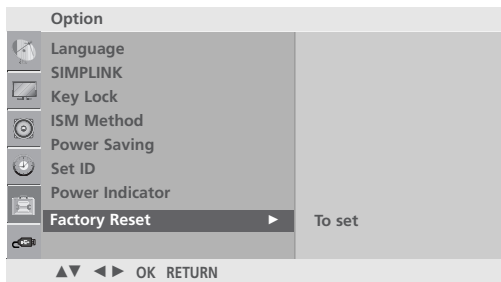 Option
Language
SIMPLINK
Key Lock
ISM Method
Power Saving
Set ID
Power Indicator
Factory Reset ► To set
▲▼ ◄► OK RETURN